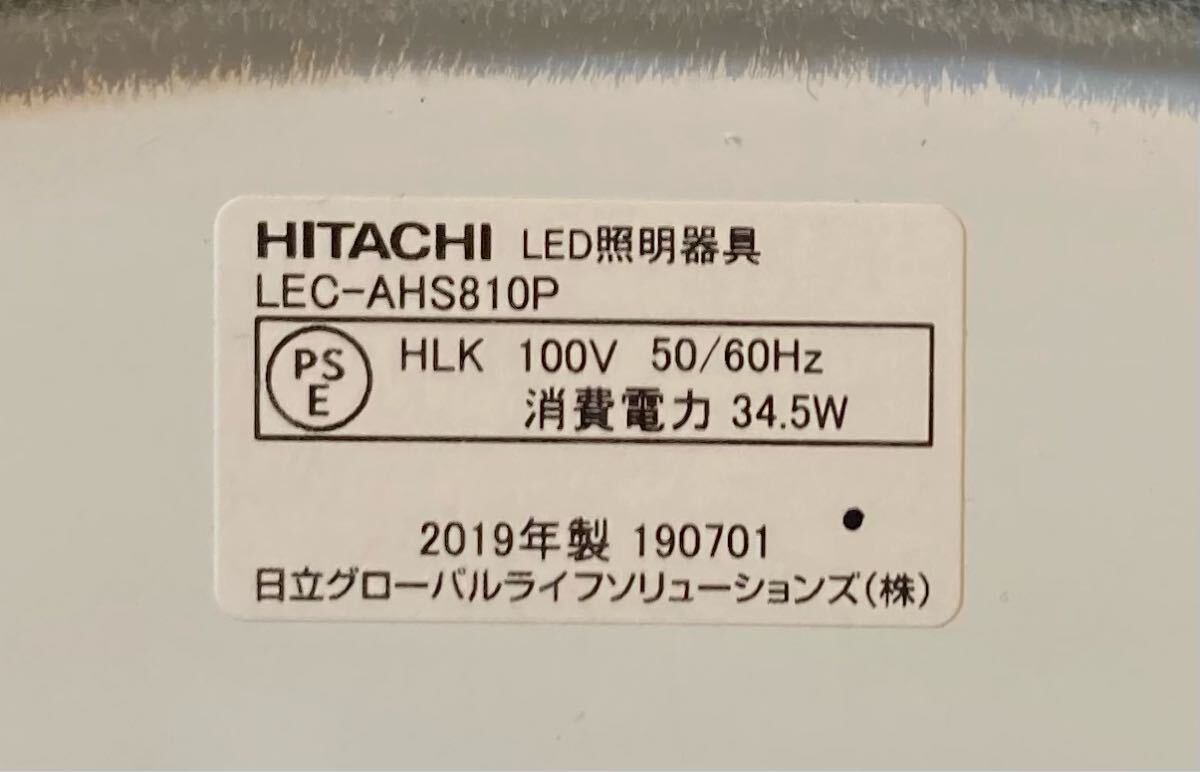 HITACHI LED照明器具
LEC-AHS810P
PS
E
HLK 100V 50/60Hz
消費電力 34.5W
2019年製 190701
日立グローバルライフソリューションズ(株)